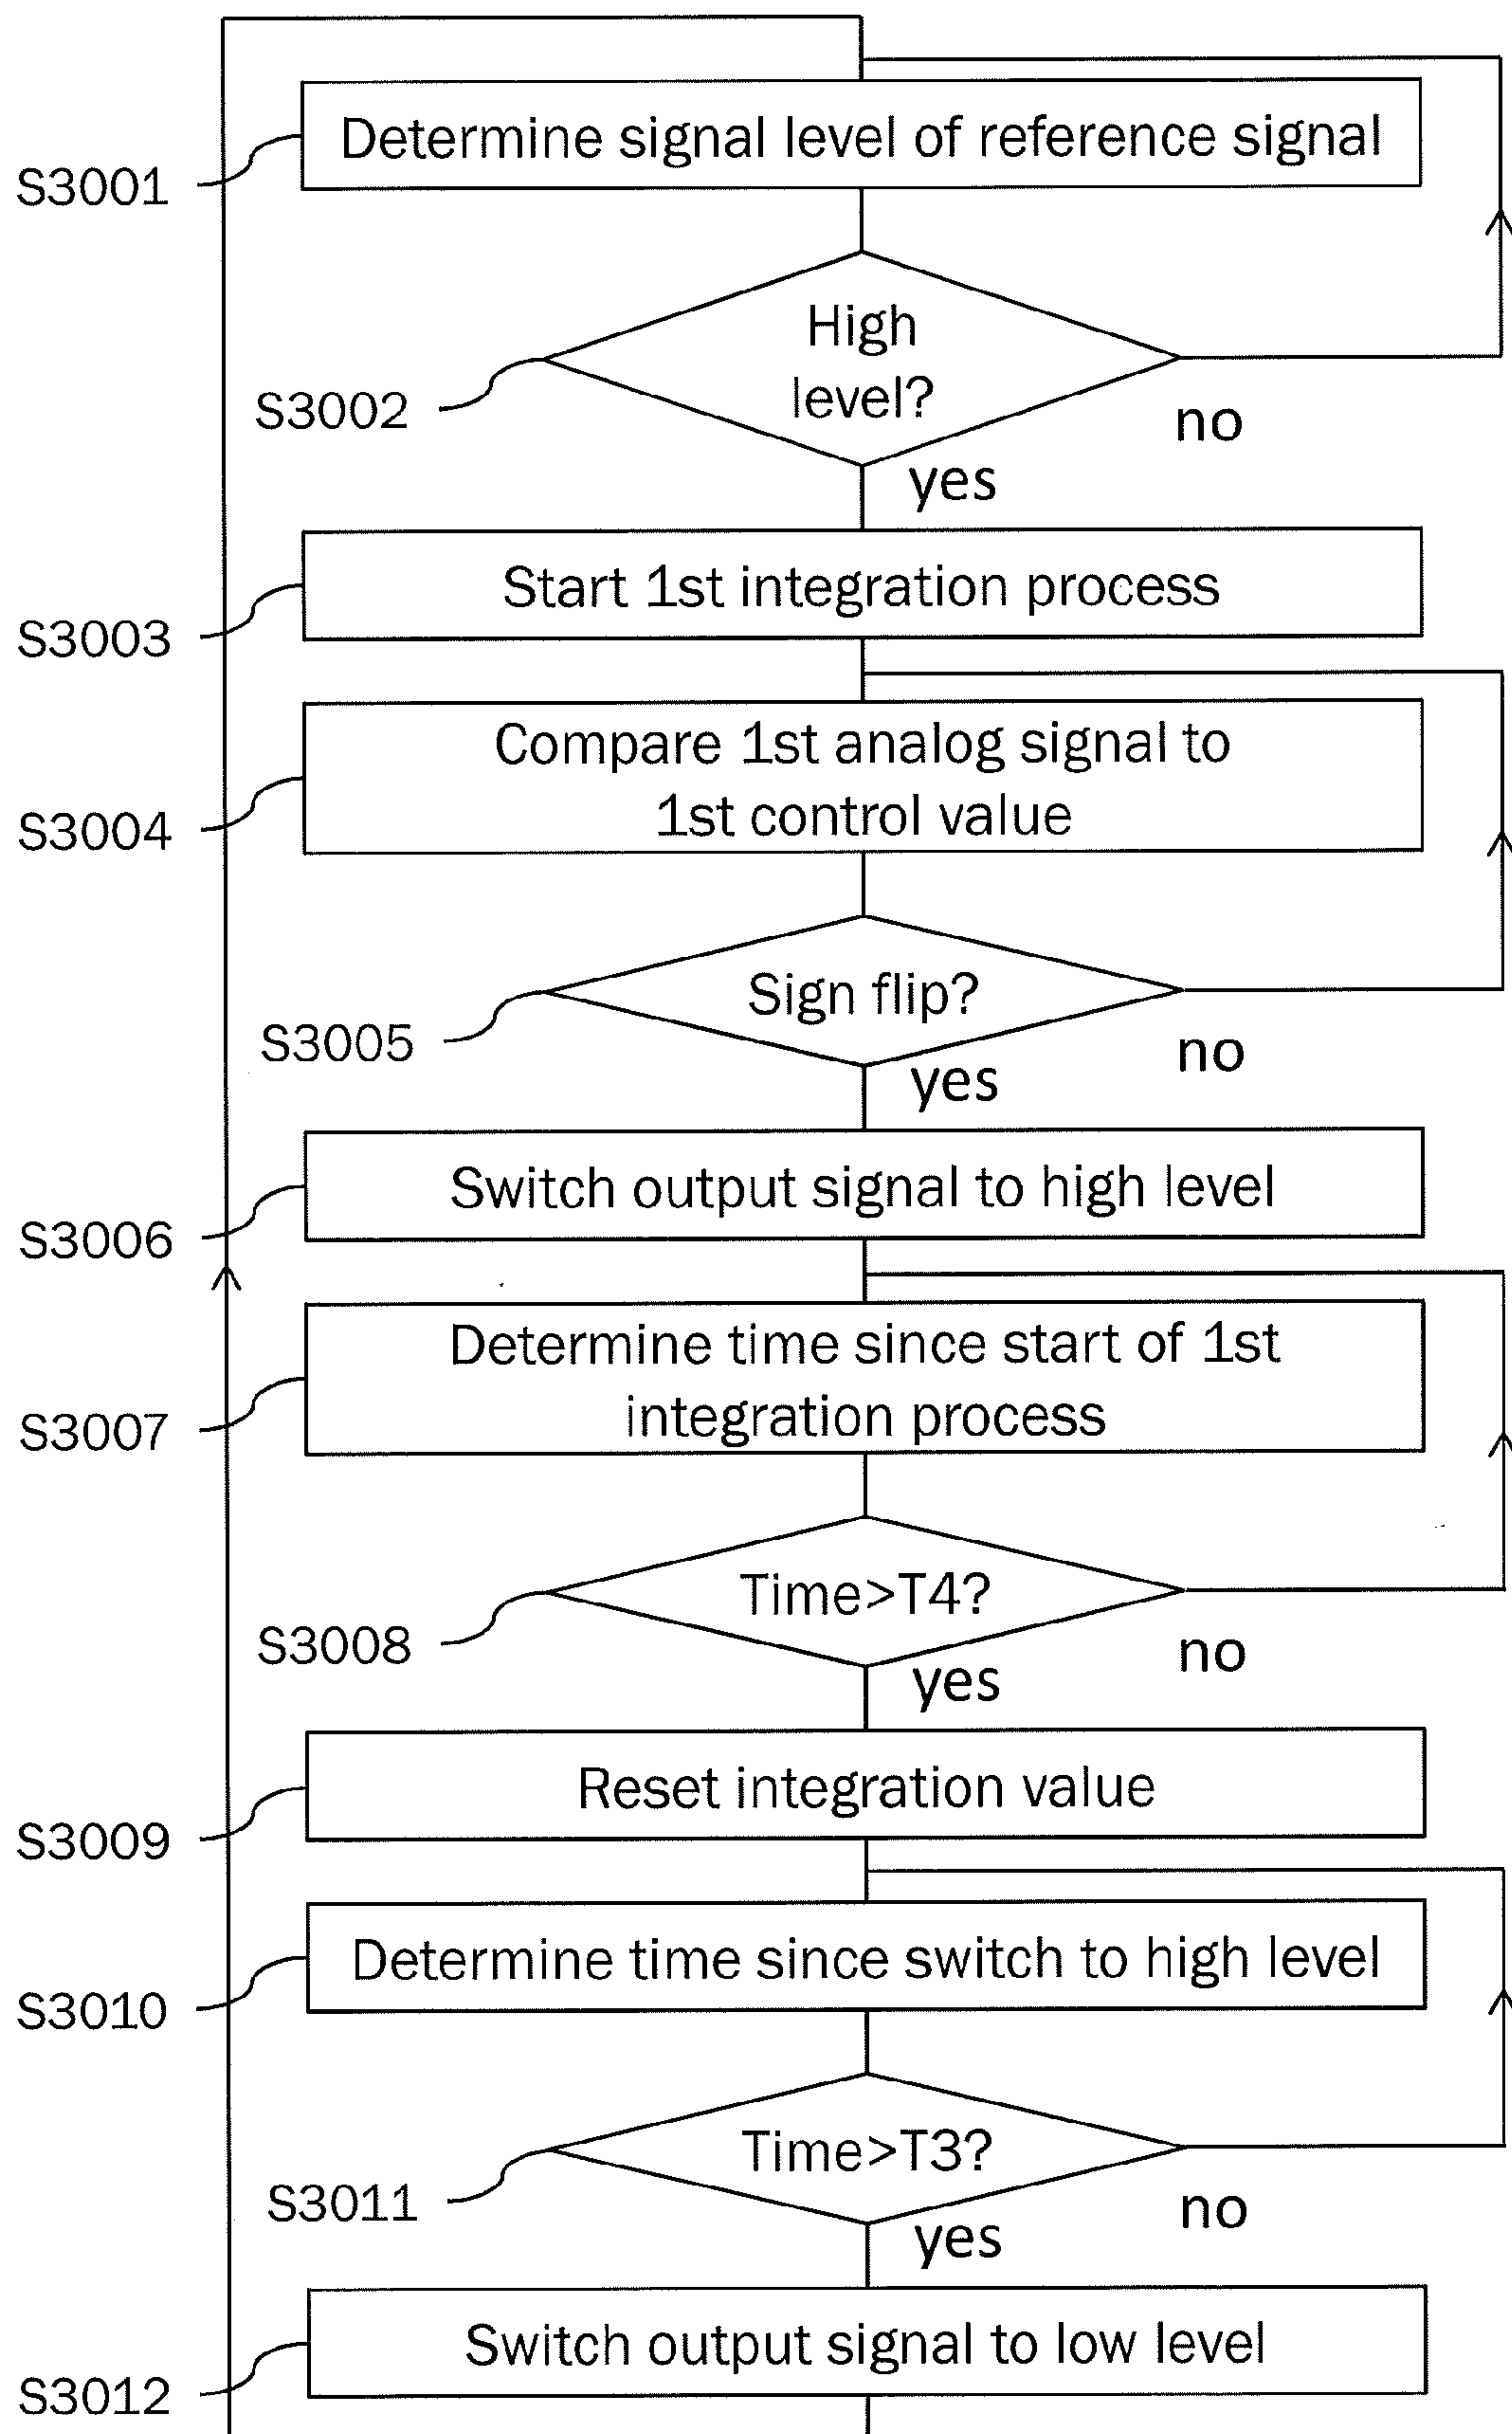 Determine signal level of reference signal
S3001
High
level?
S3002
no
yes
Start 1st integration process
S3003
Compare 1st analog signal to
1st control value
S3004
Sign flip?
S3005
no
yes
Switch output signal to high level
S3006
Determine time since start of 1st
integration process
S3007
Time>T4?
S3008
no
yes
Reset integration value
S3009
Determine time since switch to high level
S3010
Time>T3?
S3011
no
yes
Switch output signal to low level
S3012